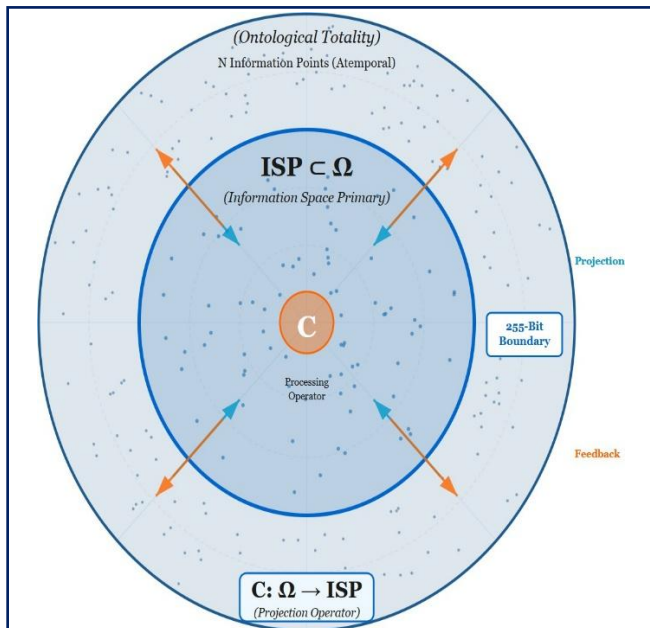 (Ontological Totality)
N Information Points (Atemporal)
ISP ⊂ Ω
(Information Space Primary)
Projection
C
255-Bit
Boundary
Processing
Operator
Feedback
C: Ω → ISP
(Projection Operator)